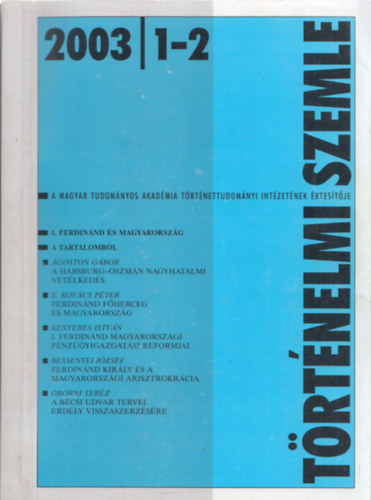 2003 | 1-2
TÖRTÉNELMI SZEMLE
A MAGYAR TUDOMÁNYOS AKADÉMIA TÖRTÉNETTUDOMÁNYI INTÉZETÉNEK ÉRTESÍTŐJE
I. FERDINÁND ÉS MAGYARORSZÁG
A TARTALOMBÓL
ÁGOSTON GÁBOR
A HABSBURG-OSZMÁN NAGYHATALMI
VETÉLKEDÉS
E. KOVÁCS PÉTER
FERDINÁND FŐHERCEG
ÉS MAGYARORSZÁG
KENYERES ISTVÁN
I. FERDINÁND MAGYARORSZÁGI
PÉNZÜGYIGAZGATÁSI REFORMJAI
BESSENYEI JÓZSEF
FERDINÁND KIRÁLY ÉS A
MAGYARORSZÁGI ARISZTOKRÁCIA
OBORNI TERÉZ
A BÉCSI UDVAR TERVEI
ERDÉLY VISSZASZERZÉSÉRE